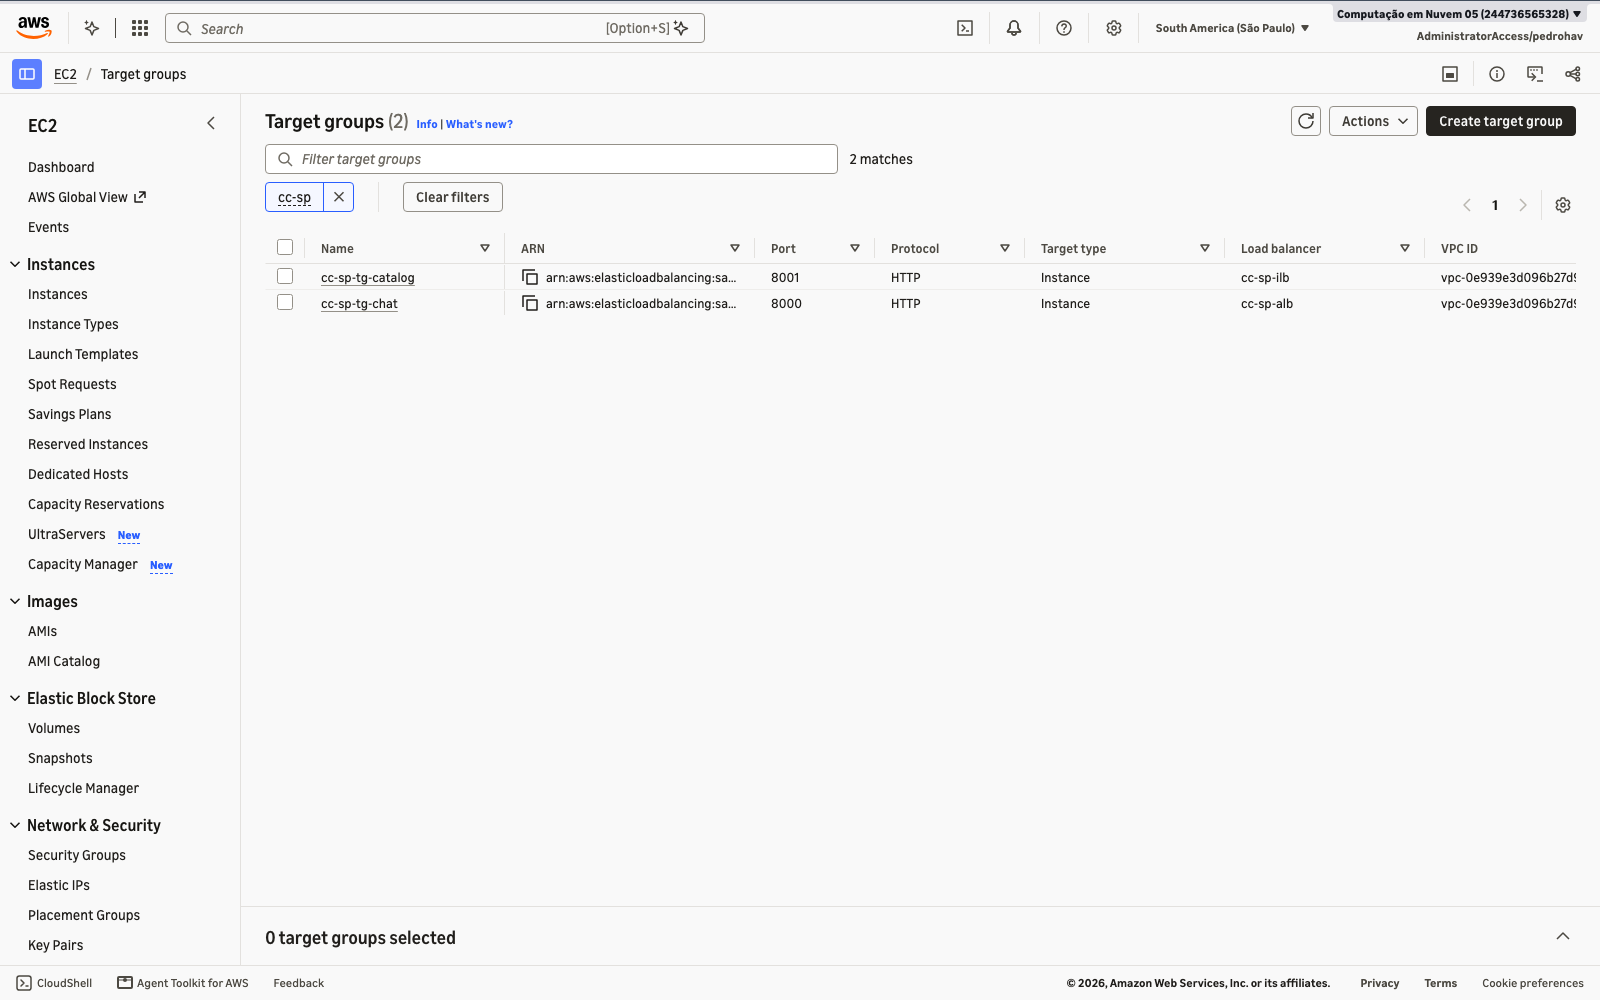 aws
Search [Option+S]
South America (São Paulo)
Computação em Nuvem 05 (244736565328)
AdministratorAccess/pedrohav
EC2 / Target groups
EC2
Dashboard
AWS Global View
Events
Instances
Instances
Instance Types
Launch Templates
Spot Requests
Savings Plans
Reserved Instances
Dedicated Hosts
Capacity Reservations
UltraServers New
Capacity Manager New
Images
AMIs
AMI Catalog
Elastic Block Store
Volumes
Snapshots
Lifecycle Manager
Network & Security
Security Groups
Elastic IPs
Placement Groups
Key Pairs
Target groups (2) Info | What's new?
Actions
Create target group
Filter target groups
2 matches
cc-sp
Clear filters
1
Name ARN Port Protocol Target type Load balancer VPC ID
cc-sp-tg-catalog arn:aws:elasticloadbalancing:sa... 8001 HTTP Instance cc-sp-ilb vpc-0e939e3d096b27d9
cc-sp-tg-chat arn:aws:elasticloadbalancing:sa... 8000 HTTP Instance cc-sp-alb vpc-0e939e3d096b27d9
0 target groups selected
CloudShell Agent Toolkit for AWS Feedback © 2026, Amazon Web Services, Inc. or its affiliates. Privacy Terms Cookie preferences